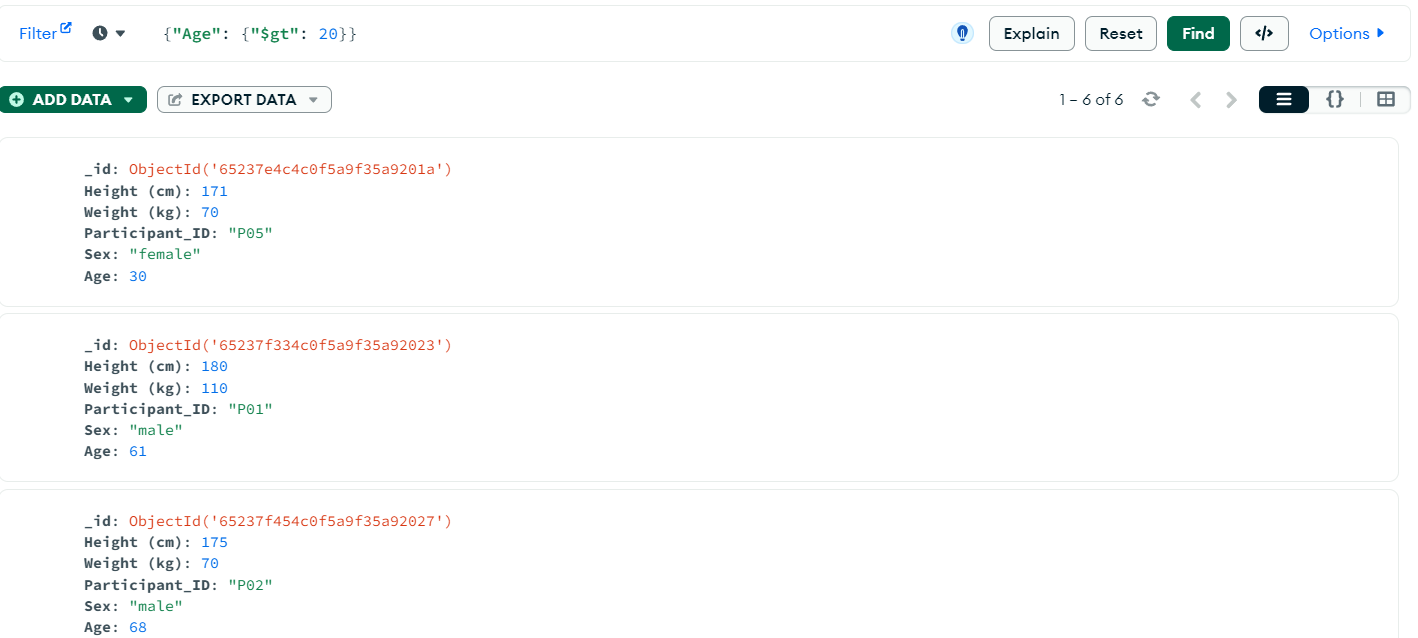 Filter {"Age": {"$gt": 20}} Explain Reset Find </> Options
ADD DATA EXPORT DATA 1 – 6 of 6 {}
_id: ObjectId('65237e4c4c0f5a9f35a9201a')
Height (cm): 171
Weight (kg): 70
Participant_ID: "P05"
Sex: "female"
Age: 30
_id: ObjectId('65237f334c0f5a9f35a92023')
Height (cm): 180
Weight (kg): 110
Participant_ID: "P01"
Sex: "male"
Age: 61
_id: ObjectId('65237f454c0f5a9f35a92027')
Height (cm): 175
Weight (kg): 70
Participant_ID: "P02"
Sex: "male"
Age: 68